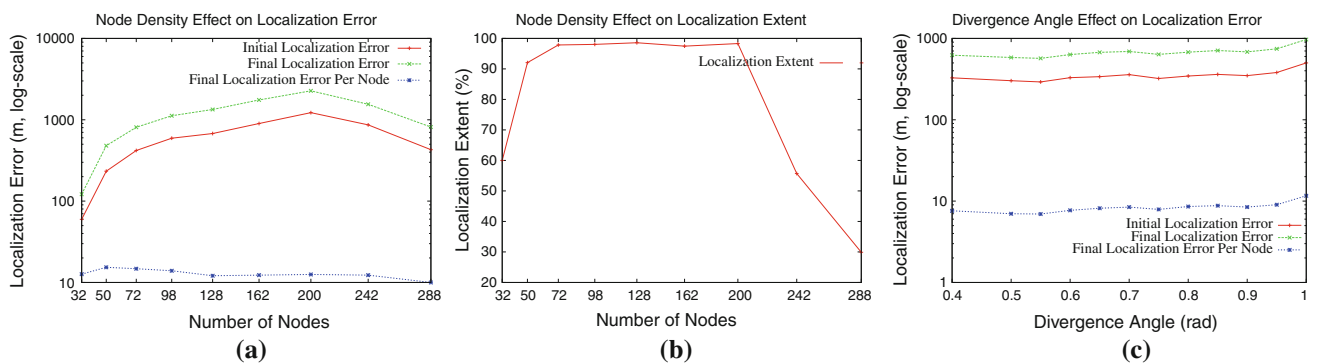 Node Density Effect on Localization Error
Localization Error (m, log-scale)
10000
1000
100
10
Initial Localization Error
Final Localization Error
Final Localization Error Per Node
32 50 72 98 128 162 200 242 288
Number of Nodes
(a)
Node Density Effect on Localization Extent
Localization Extent (%)
100
90
80
70
60
50
40
30
20
Localization Extent
32 50 72 98 128 162 200 242 288
Number of Nodes
(b)
Divergence Angle Effect on Localization Error
Localization Error (m, log-scale)
1000
100
10
1
Initial Localization Error
Final Localization Error
Final Localization Error Per Node
0.4 0.5 0.6 0.7 0.8 0.9 1
Divergence Angle (rad)
(c)